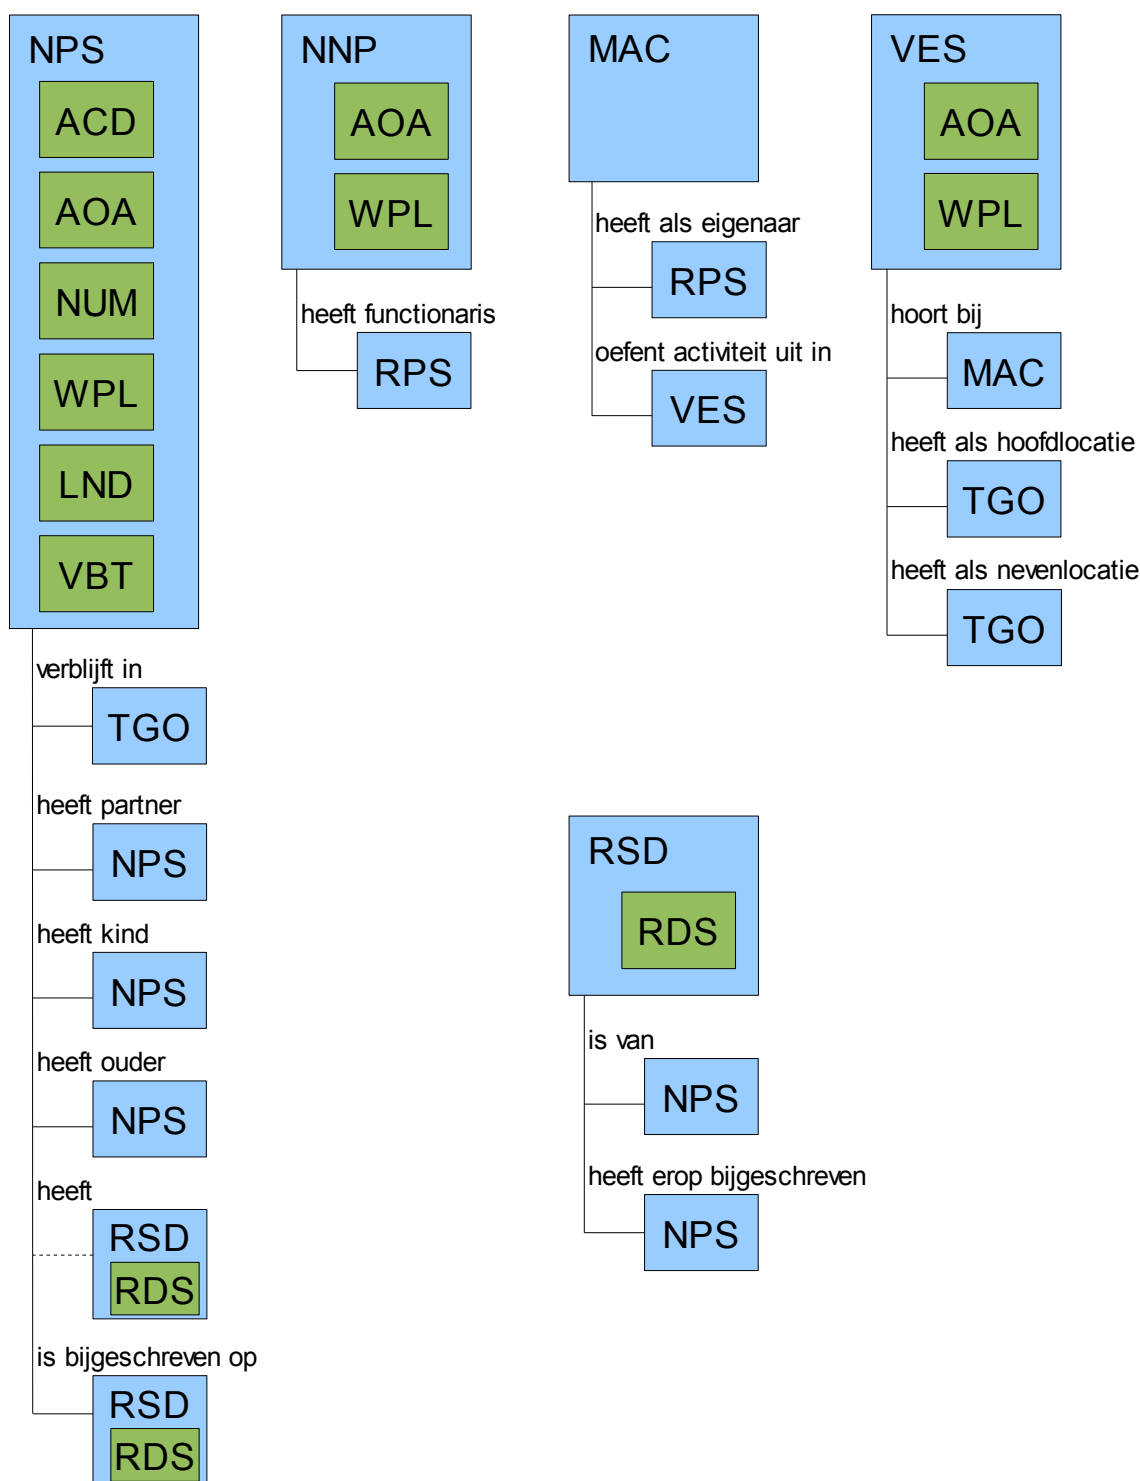 NPS
ACD
AOA
NUM
WPL
LND
VBT
verblijft in
TGO
heeft partner
NPS
heeft kind
NPS
heeft ouder
NPS
heeft
RSD
RDS
is bijgeschreven op
RSD
RDS
NNP
AOA
WPL
heeft functionaris
RPS
MAC
heeft als eigenaar
RPS
oefent activiteit uit in
VES
VES
AOA
WPL
hoort bij
MAC
heeft als hoofdlocatie
TGO
heeft als nevenlocatie
TGO
RSD
RDS
is van
NPS
heeft erop bijgeschreven
NPS